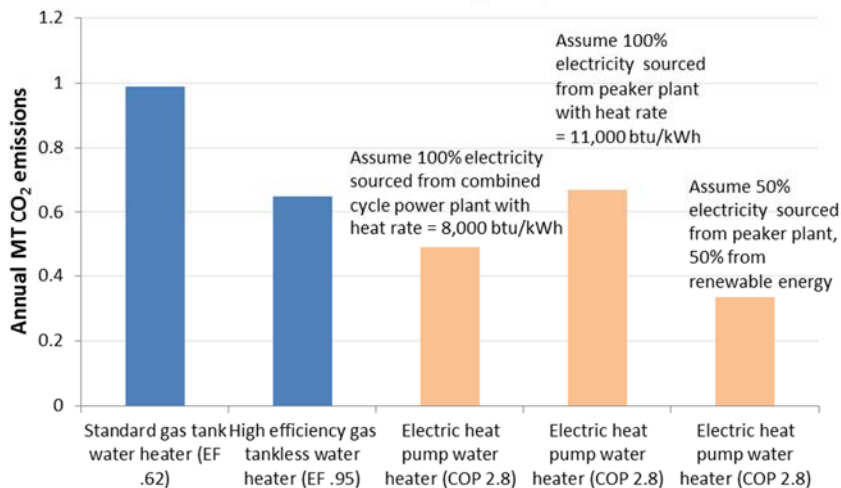 1.2
1
0.8
0.6
0.4
0.2
0
Annual MT CO₂ emissions
Assume 100% electricity
sourced from combined
cycle power plant with
heat rate = 8,000 btu/kWh
Assume 100%
electricity sourced
from peaker plant
with heat rate
= 11,000 btu/kWh
Assume 50%
electricity sourced
from peaker plant,
50% from
renewable energy
Standard gas tank
water heater (EF
.62)
High efficiency gas
tankless water
heater (EF .95)
Electric heat
pump water
heater (COP 2.8)
Electric heat
pump water
heater (COP 2.8)
Electric heat
pump water
heater (COP 2.8)